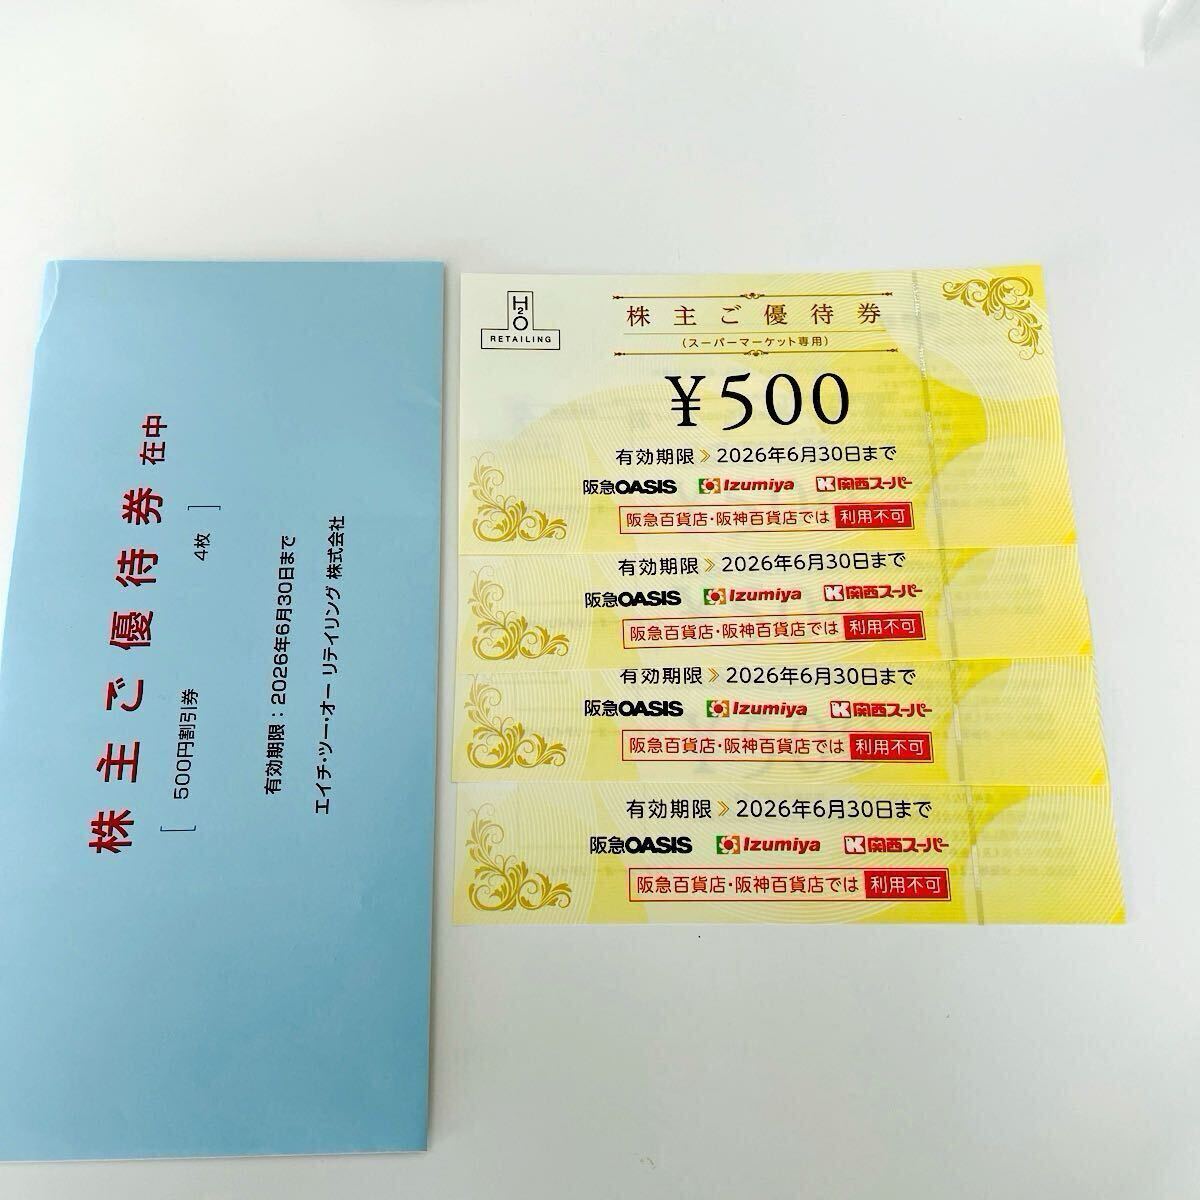 株主ご優待券 在中
[ 500円割引券 4枚 ]
有効期限：2026年6月30日まで
エイチ・ツー・オー リテイリング 株式会社
H2O
RETAILING
株主ご優待券
(スーパーマーケット専用)
¥500
有効期限 » 2026年6月30日まで
阪急OASIS Izumiya 関西スーパー
阪急百貨店・阪神百貨店では 利用不可
有効期限 » 2026年6月30日まで
阪急OASIS Izumiya 関西スーパー
阪急百貨店・阪神百貨店では 利用不可
有効期限 » 2026年6月30日まで
阪急OASIS Izumiya 関西スーパー
阪急百貨店・阪神百貨店では 利用不可
有効期限 » 2026年6月30日まで
阪急OASIS Izumiya 関西スーパー
阪急百貨店・阪神百貨店では 利用不可